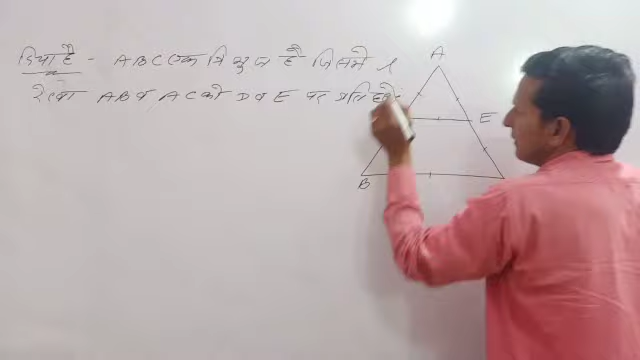 दिया है - ABC एक त्रिभुज है जिसमें l
रेखा AB व AC को D व E पर प्रति
A
E
B